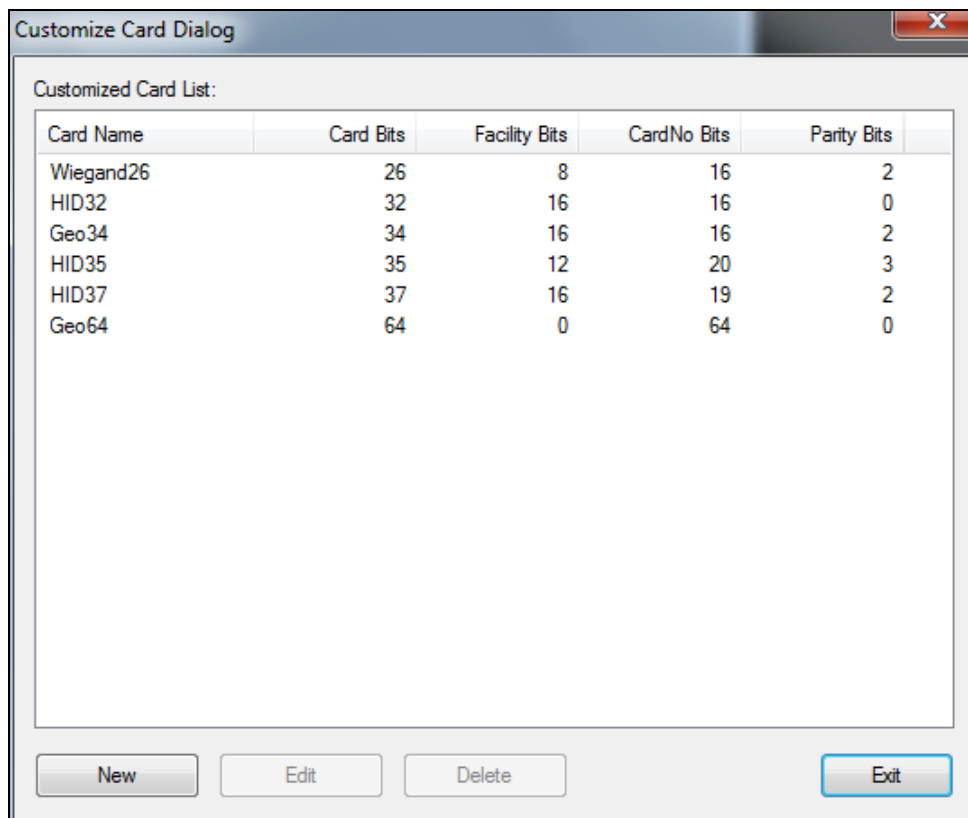 Customize Card Dialog
Customized Card List:
Card Name Card Bits Facility Bits CardNo Bits Parity Bits
Wiegand26 26 8 16 2
HID32 32 16 16 0
Geo34 34 16 16 2
HID35 35 12 20 3
HID37 37 16 19 2
Geo64 64 0 64 0
New Edit Delete Exit